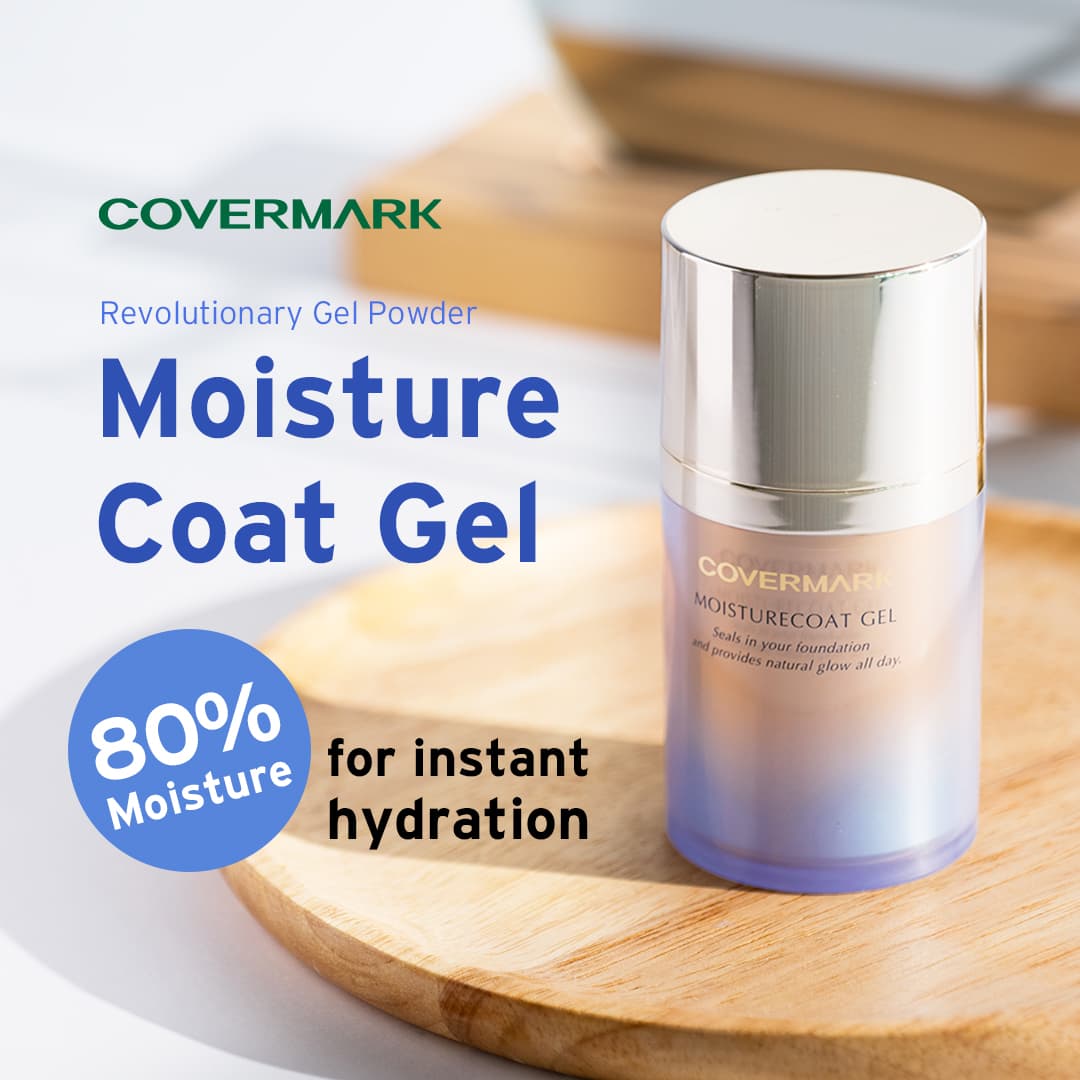 COVERMARK
Revolutionary Gel Powder
Moisture
Coat Gel
80%
Moisture
for instant
hydration
COVERMARK
MOISTURECOAT GEL
Seals in your foundation
and provides natural glow all day.